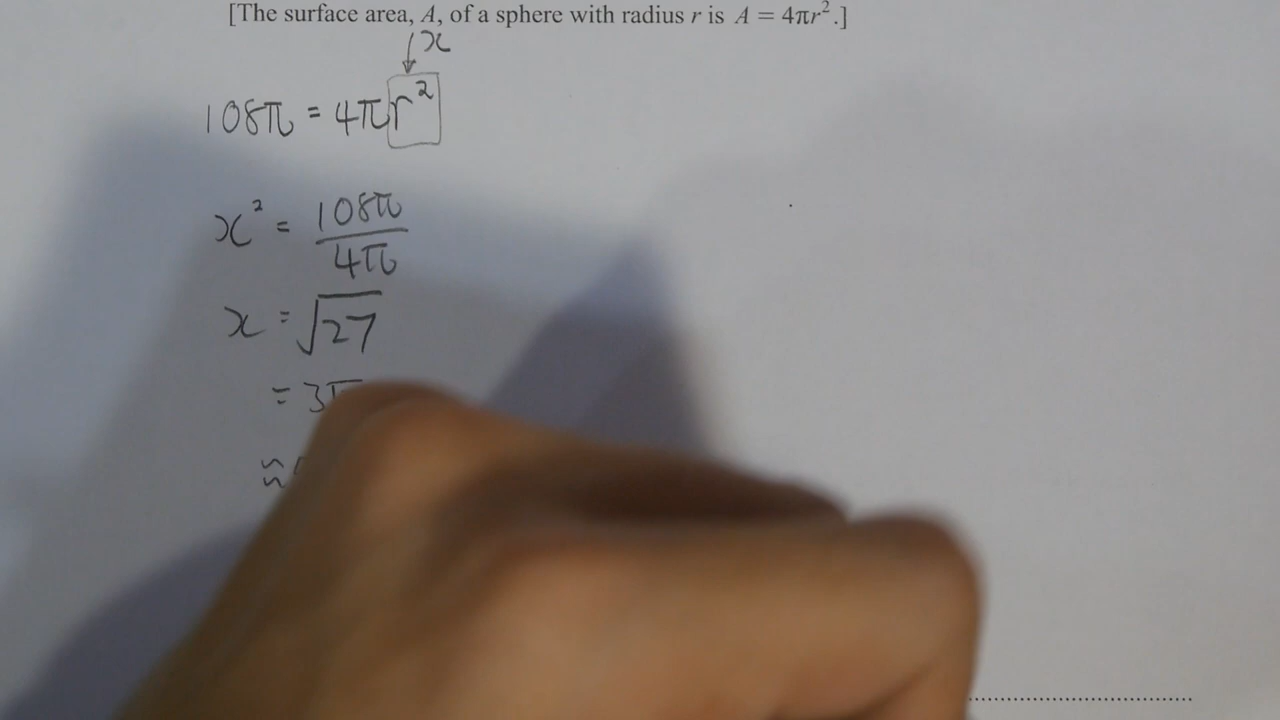 [The surface area, A, of a sphere with radius r is A = 4πr².]
x
108π = 4πr²
x² = 108π / 4π
x = √27
= 3√
≈